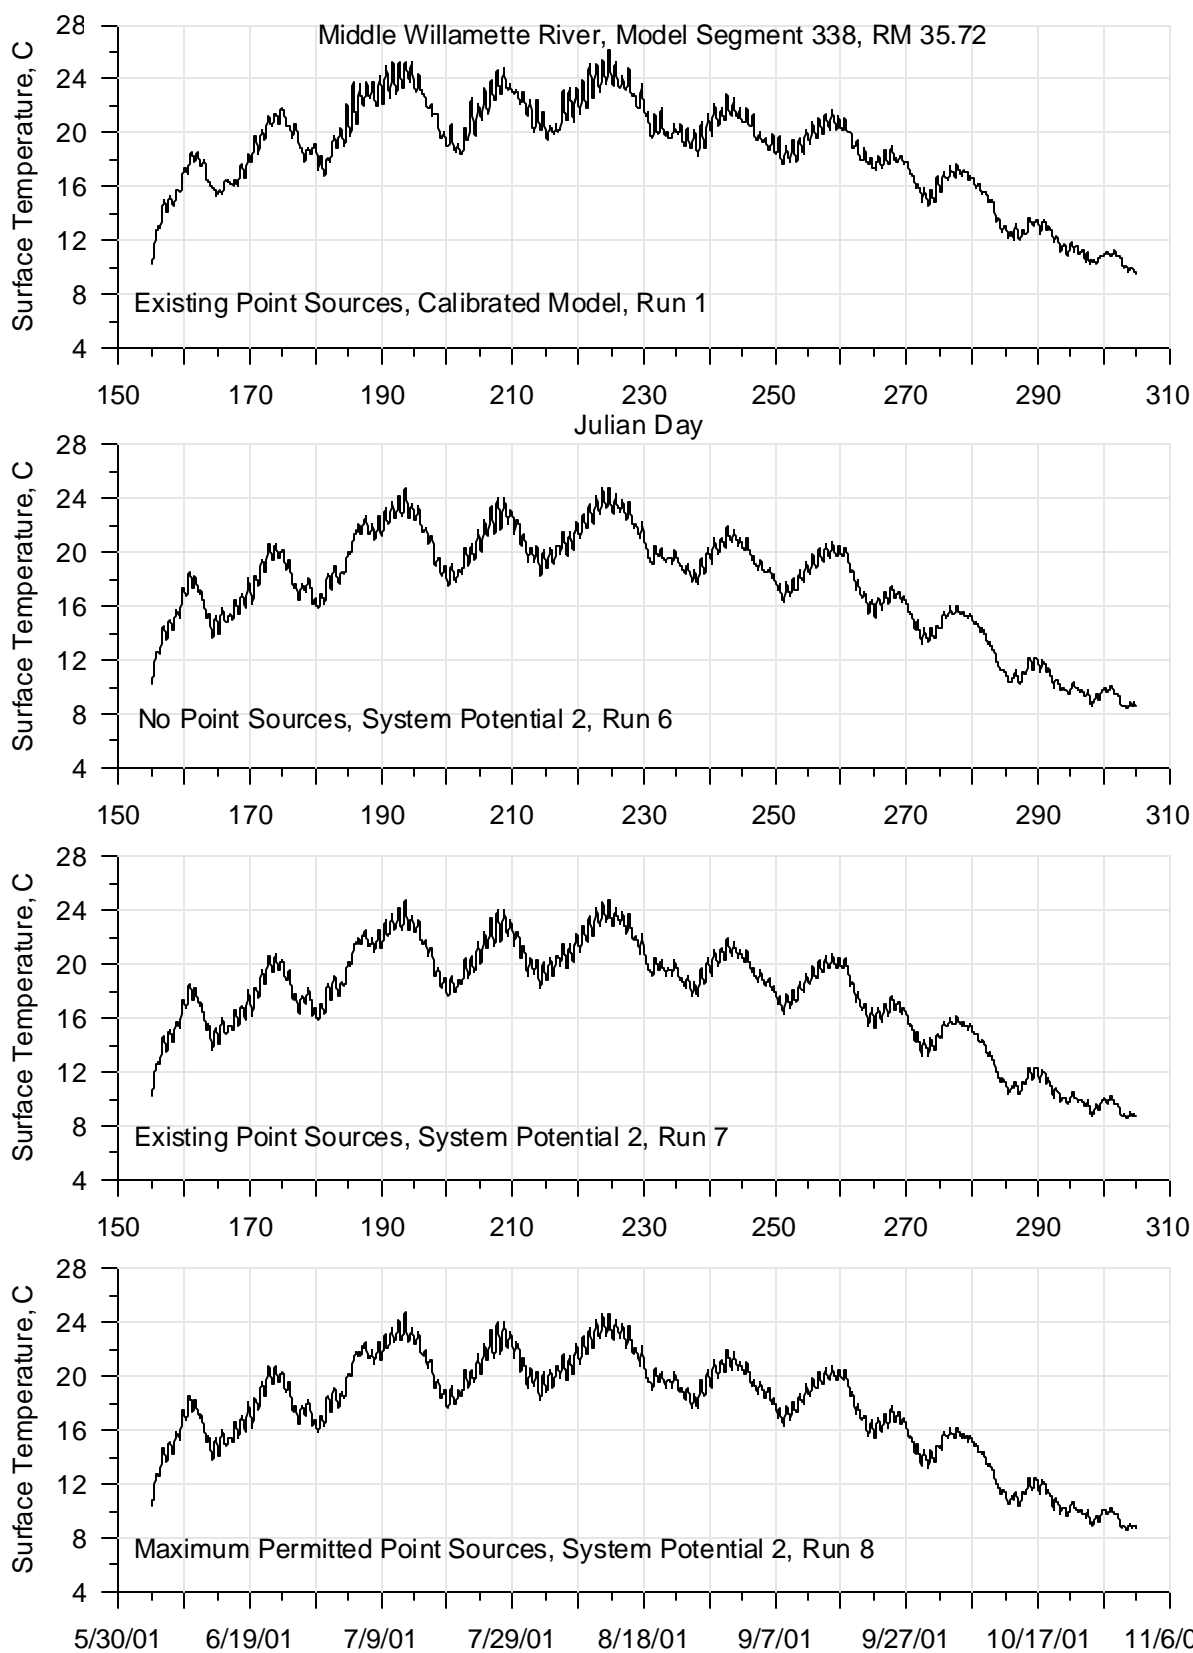 Middle Willamette River, Model Segment 338, RM 35.72
28
24
20
16
12
8
4
Surface Temperature, C
Existing Point Sources, Calibrated Model, Run 1
150 170 190 210 230 250 270 290 310
Julian Day
28
24
20
16
12
8
4
Surface Temperature, C
No Point Sources, System Potential 2, Run 6
150 170 190 210 230 250 270 290 310
28
24
20
16
12
8
4
Surface Temperature, C
Existing Point Sources, System Potential 2, Run 7
150 170 190 210 230 250 270 290 310
28
24
20
16
12
8
4
Surface Temperature, C
Maximum Permitted Point Sources, System Potential 2, Run 8
5/30/01 6/19/01 7/9/01 7/29/01 8/18/01 9/7/01 9/27/01 10/17/01 11/6/0